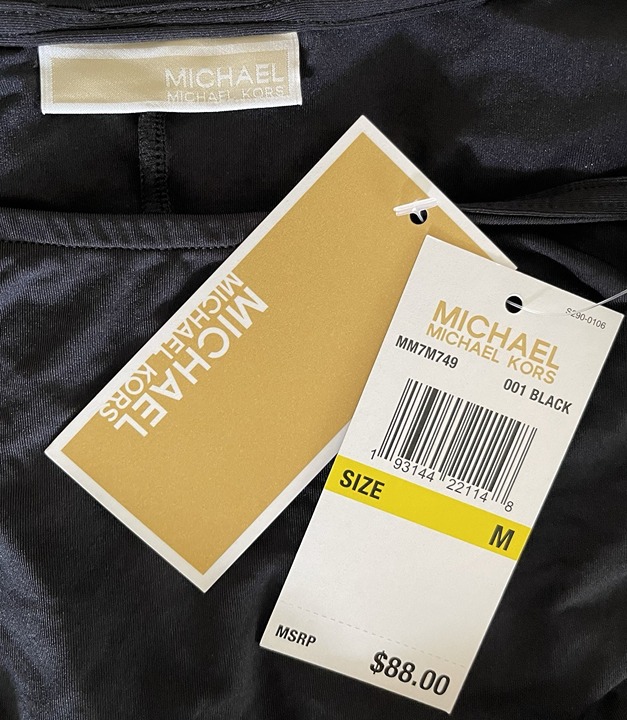 MICHAEL
MICHAEL KORS
MICHAEL
MICHAEL KORS
S290-0106
MICHAEL
MICHAEL KORS
MM7M749
001 BLACK
1 93144 22114 8
SIZE
M
MSRP
$88.00